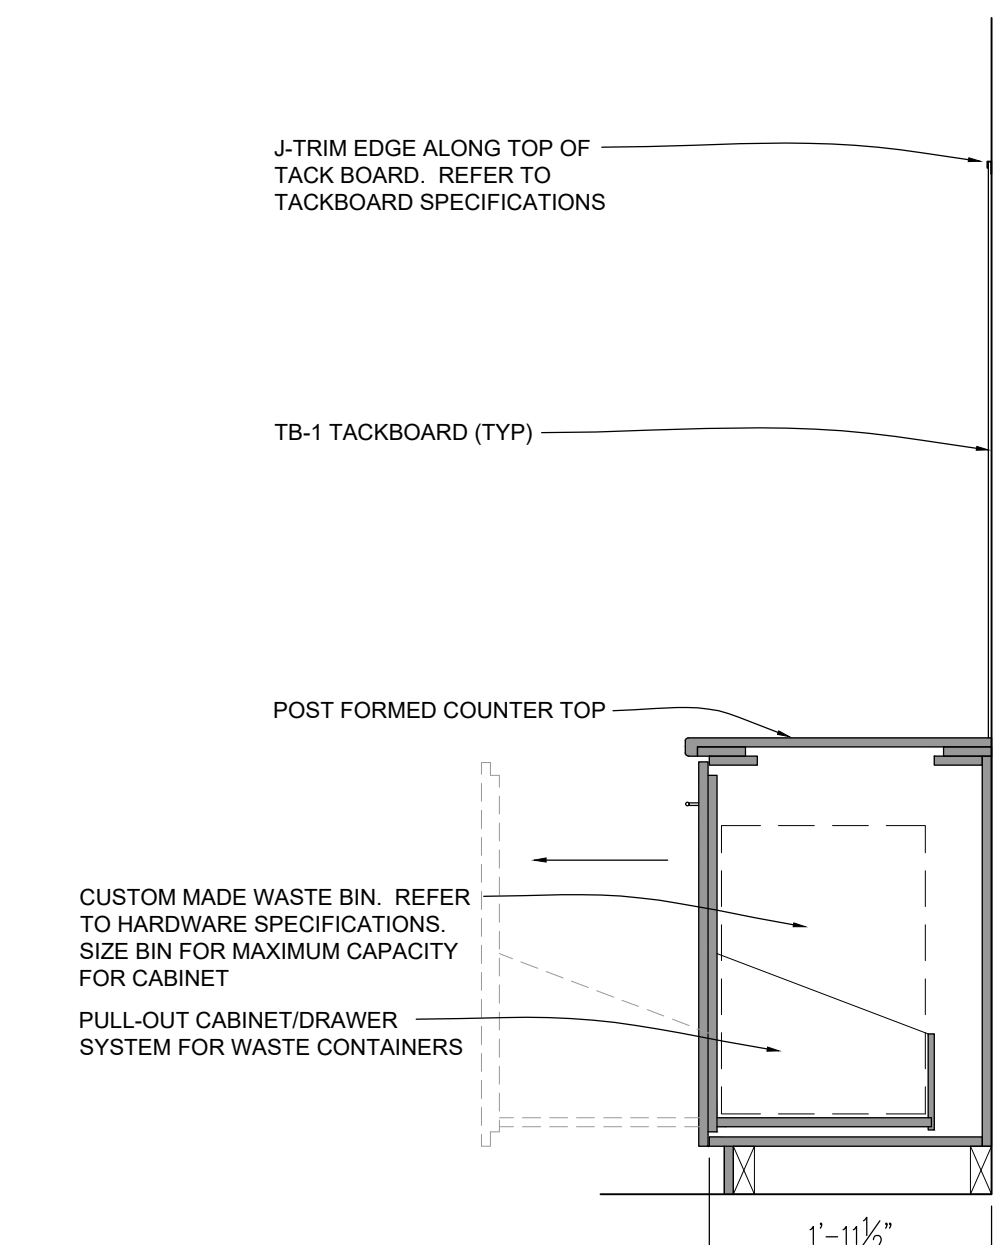 J-TRIM EDGE ALONG TOP OF
TACK BOARD. REFER TO
TACKBOARD SPECIFICATIONS
TB-1 TACKBOARD (TYP)
POST FORMED COUNTER TOP
CUSTOM MADE WASTE BIN. REFER
TO HARDWARE SPECIFICATIONS.
SIZE BIN FOR MAXIMUM CAPACITY
FOR CABINET
PULL-OUT CABINET/DRAWER
SYSTEM FOR WASTE CONTAINERS
1'-11½"